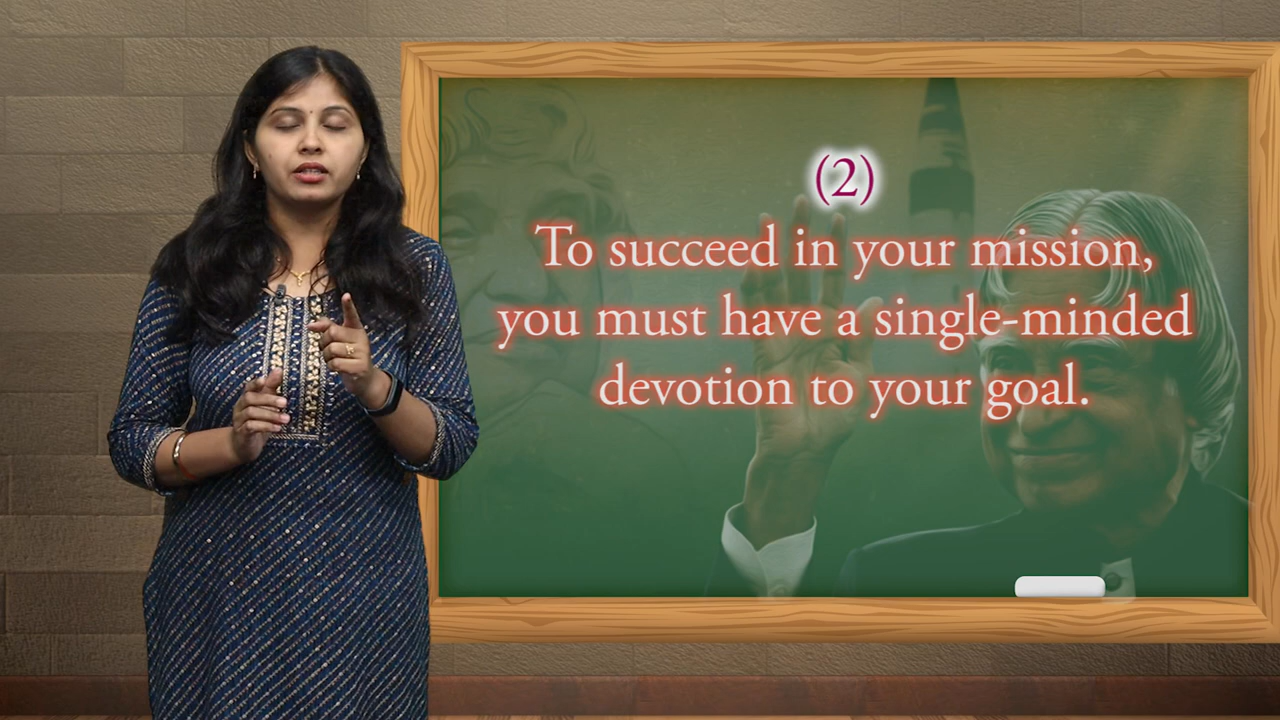 (2)
To succeed in your mission,
you must have a single-minded
devotion to your goal.